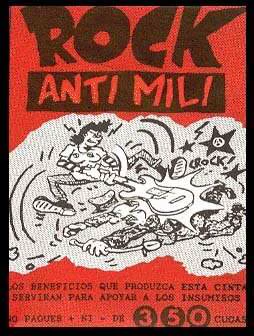 ROCK
ANTI MILI
¡CROCK!
LOS BENEFICIOS QUE PRODUZCA ESTA CINTA
SERVIRAN PARA APOYAR A LOS INSUMISOS
NO PAGUES + NI - DE 350 CUCAS